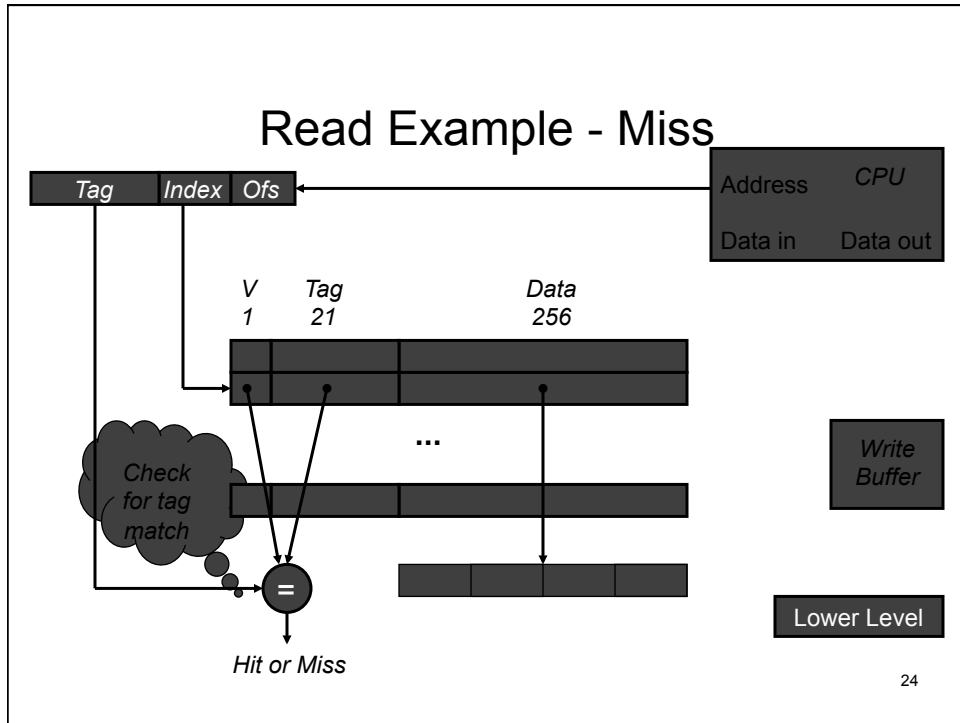 Read Example - Miss
Tag Index Ofs
Address CPU
Data in Data out
V Tag Data
1 21 256
...
Check
for tag
match
Write
Buffer
=
Lower Level
Hit or Miss
24